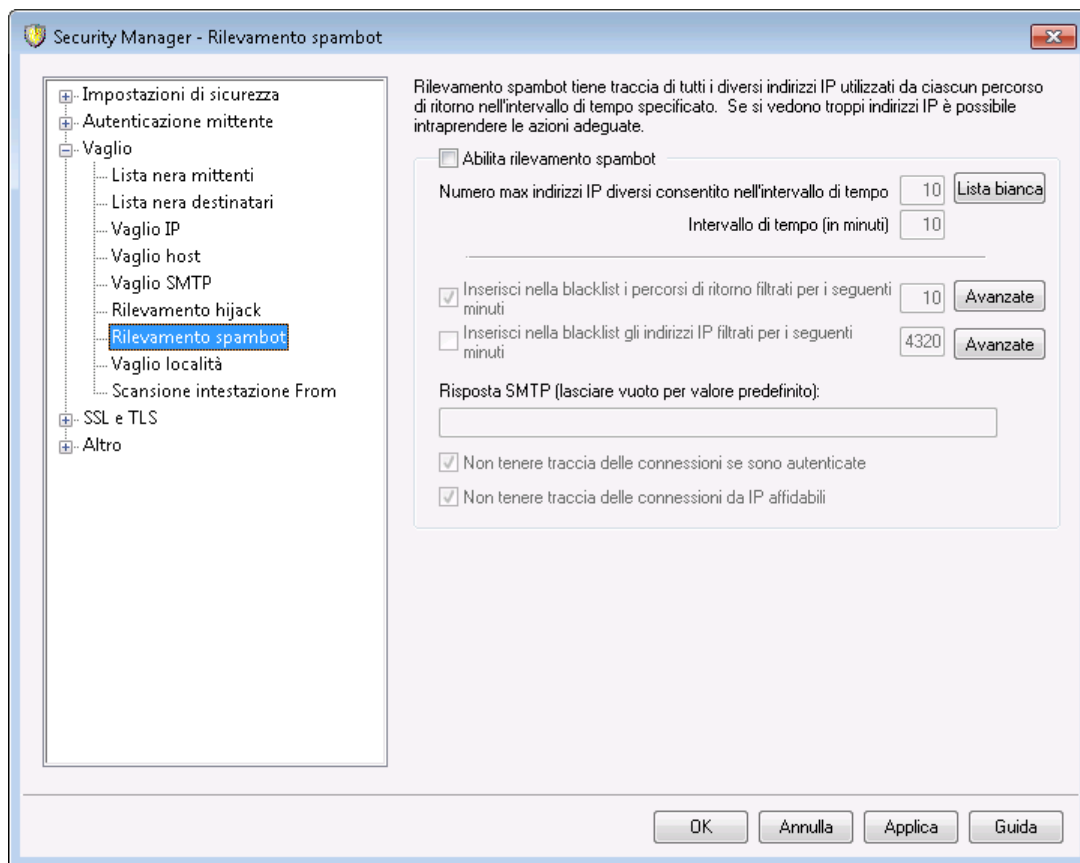 Security Manager - Rilevamento spambot
Impostazioni di sicurezza
Autenticazione mittente
Vaglio
Lista nera mittenti
Lista nera destinatari
Vaglio IP
Vaglio host
Vaglio SMTP
Rilevamento hijack
Rilevamento spambot
Vaglio località
Scansione intestazione From
SSL e TLS
Altro
Rilevamento spambot tiene traccia di tutti i diversi indirizzi IP utilizzati da ciascun percorso
di ritorno nell'intervallo di tempo specificato. Se si vedono troppi indirizzi IP è possibile
intraprendere le azioni adeguate.
Abilita rilevamento spambot
Numero max indirizzi IP diversi consentito nell'intervallo di tempo 10 Lista bianca
Intervallo di tempo (in minuti) 10
Inserisci nella blacklist i percorsi di ritorno filtrati per i seguenti
minuti 10 Avanzate
Inserisci nella blacklist gli indirizzi IP filtrati per i seguenti
minuti 4320 Avanzate
Risposta SMTP (lasciare vuoto per valore predefinito):
Non tenere traccia delle connessioni se sono autenticate
Non tenere traccia delle connessioni da IP affidabili
OK Annulla Applica Guida